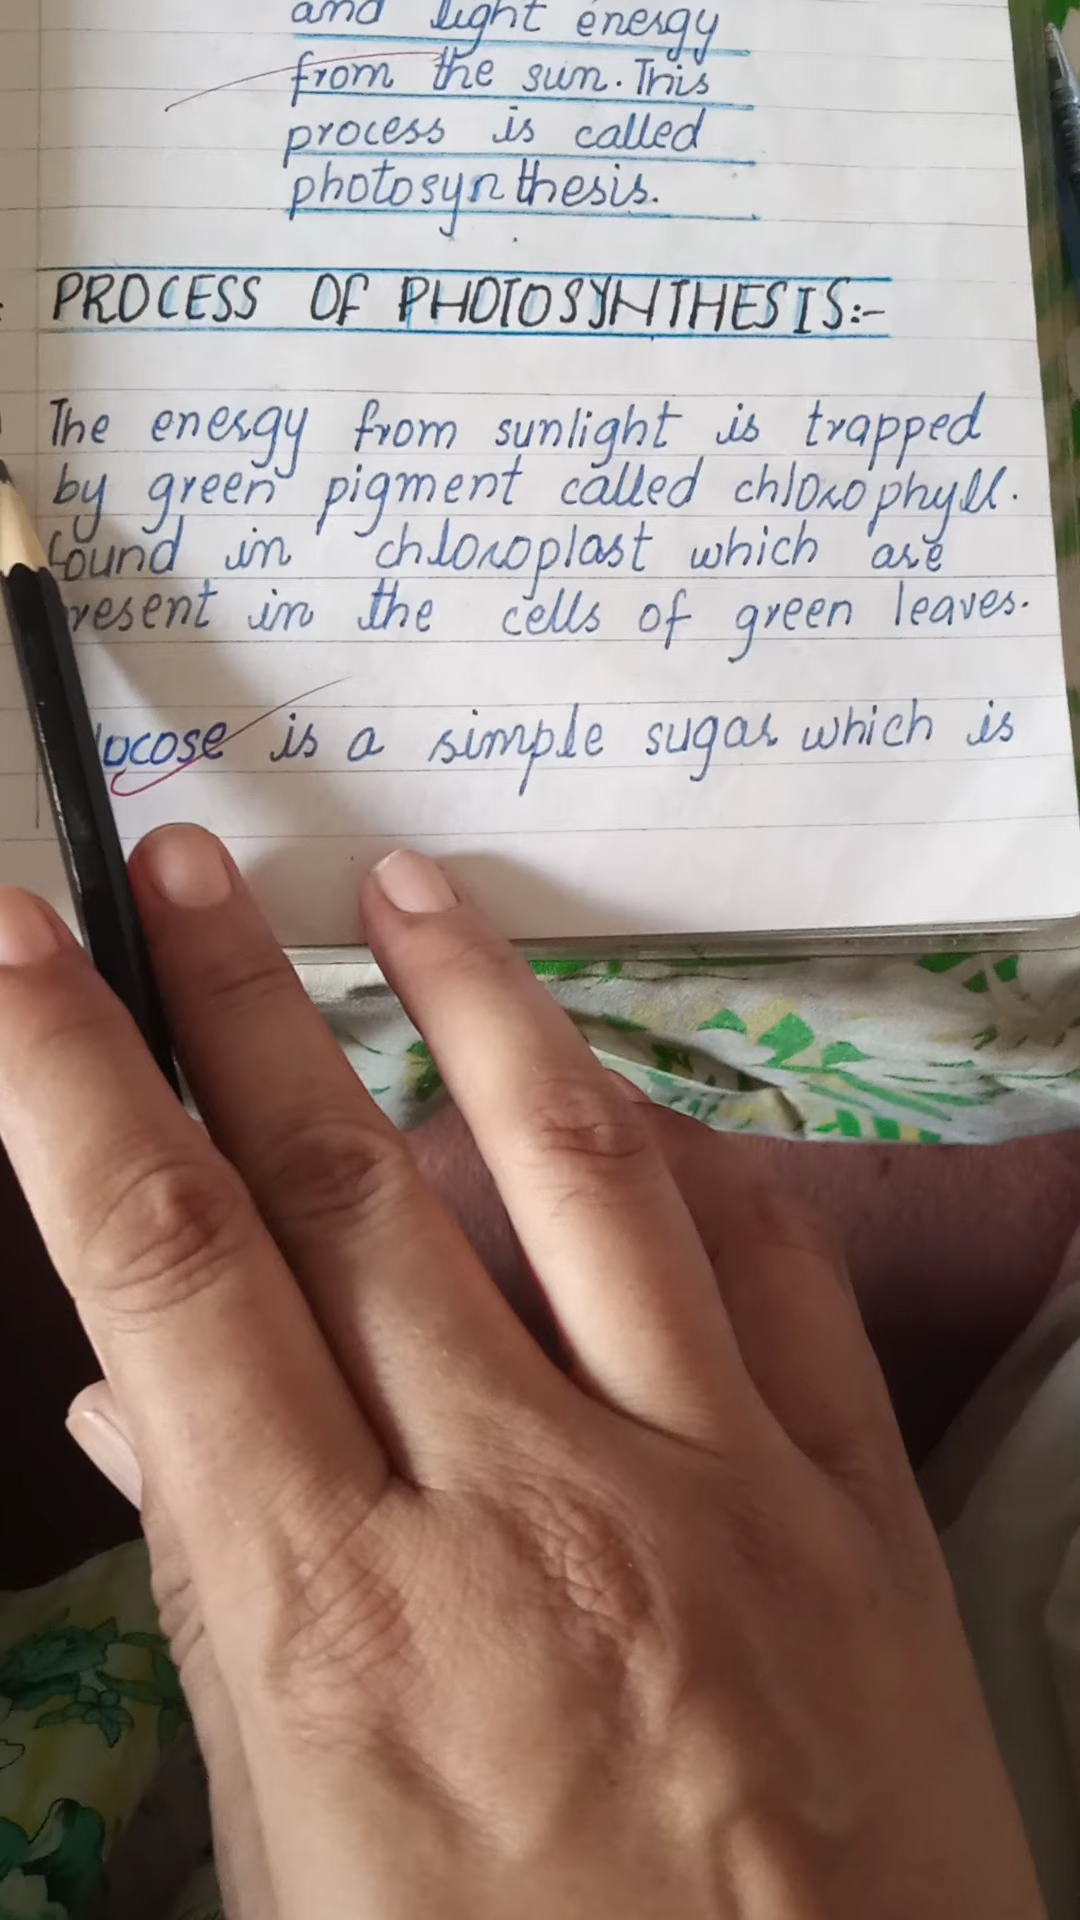 and light energy
from the sun. This
process is called
photosynthesis.
PROCESS OF PHOTOSYNTHESIS:-
The energy from sunlight is trapped
by green pigment called chlorophyll.
found in chloroplast which are
resent in the cells of green leaves.
ocose is a simple sugar which is